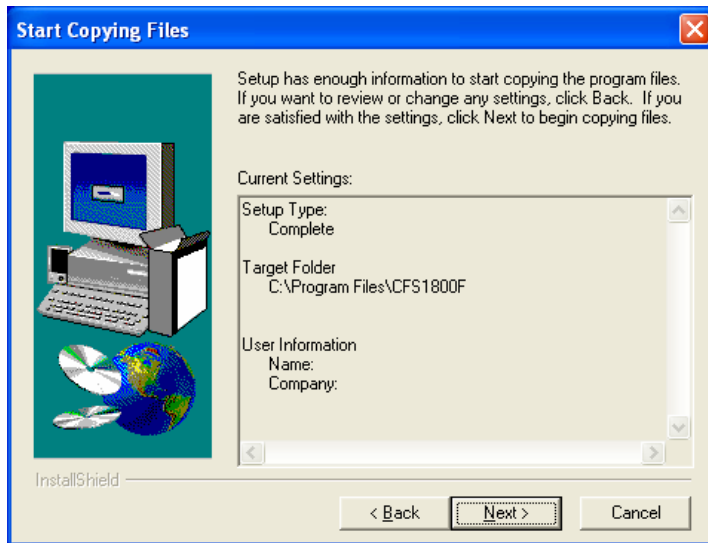 Start Copying Files
Setup has enough information to start copying the program files.
If you want to review or change any settings, click Back. If you
are satisfied with the settings, click Next to begin copying files.
Current Settings:
Setup Type:
Complete
Target Folder
C:\Program Files\CFS1800F
User Information
Name:
Company:
InstallShield
< Back
Next >
Cancel